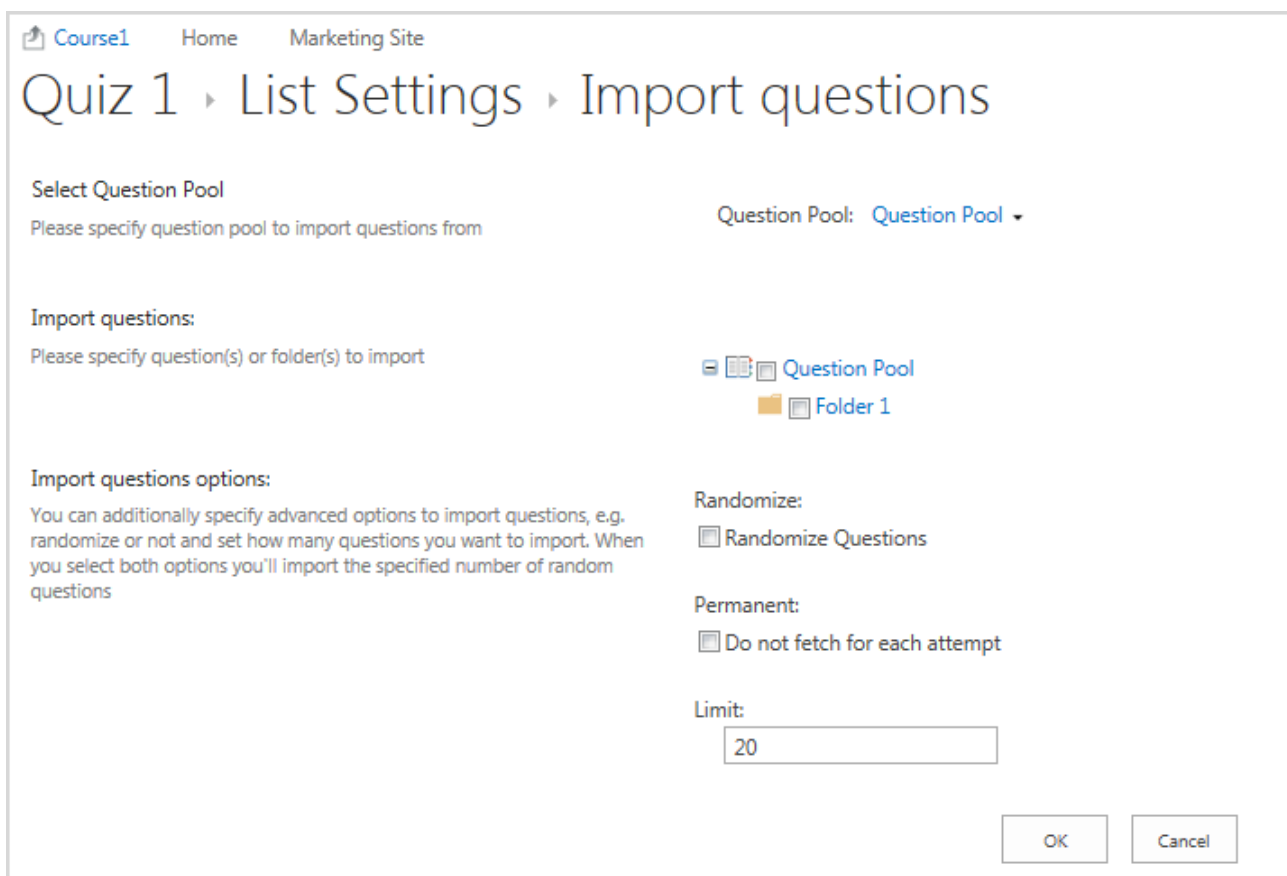 Course1 Home Marketing Site
Quiz 1 ▸ List Settings ▸ Import questions
Select Question Pool
Please specify question pool to import questions from
Question Pool: Question Pool
Import questions:
Please specify question(s) or folder(s) to import
Question Pool
Folder 1
Import questions options:
You can additionally specify advanced options to import questions, e.g.
randomize or not and set how many questions you want to import. When
you select both options you'll import the specified number of random
questions
Randomize:
Randomize Questions
Permanent:
Do not fetch for each attempt
Limit:
20
OK Cancel